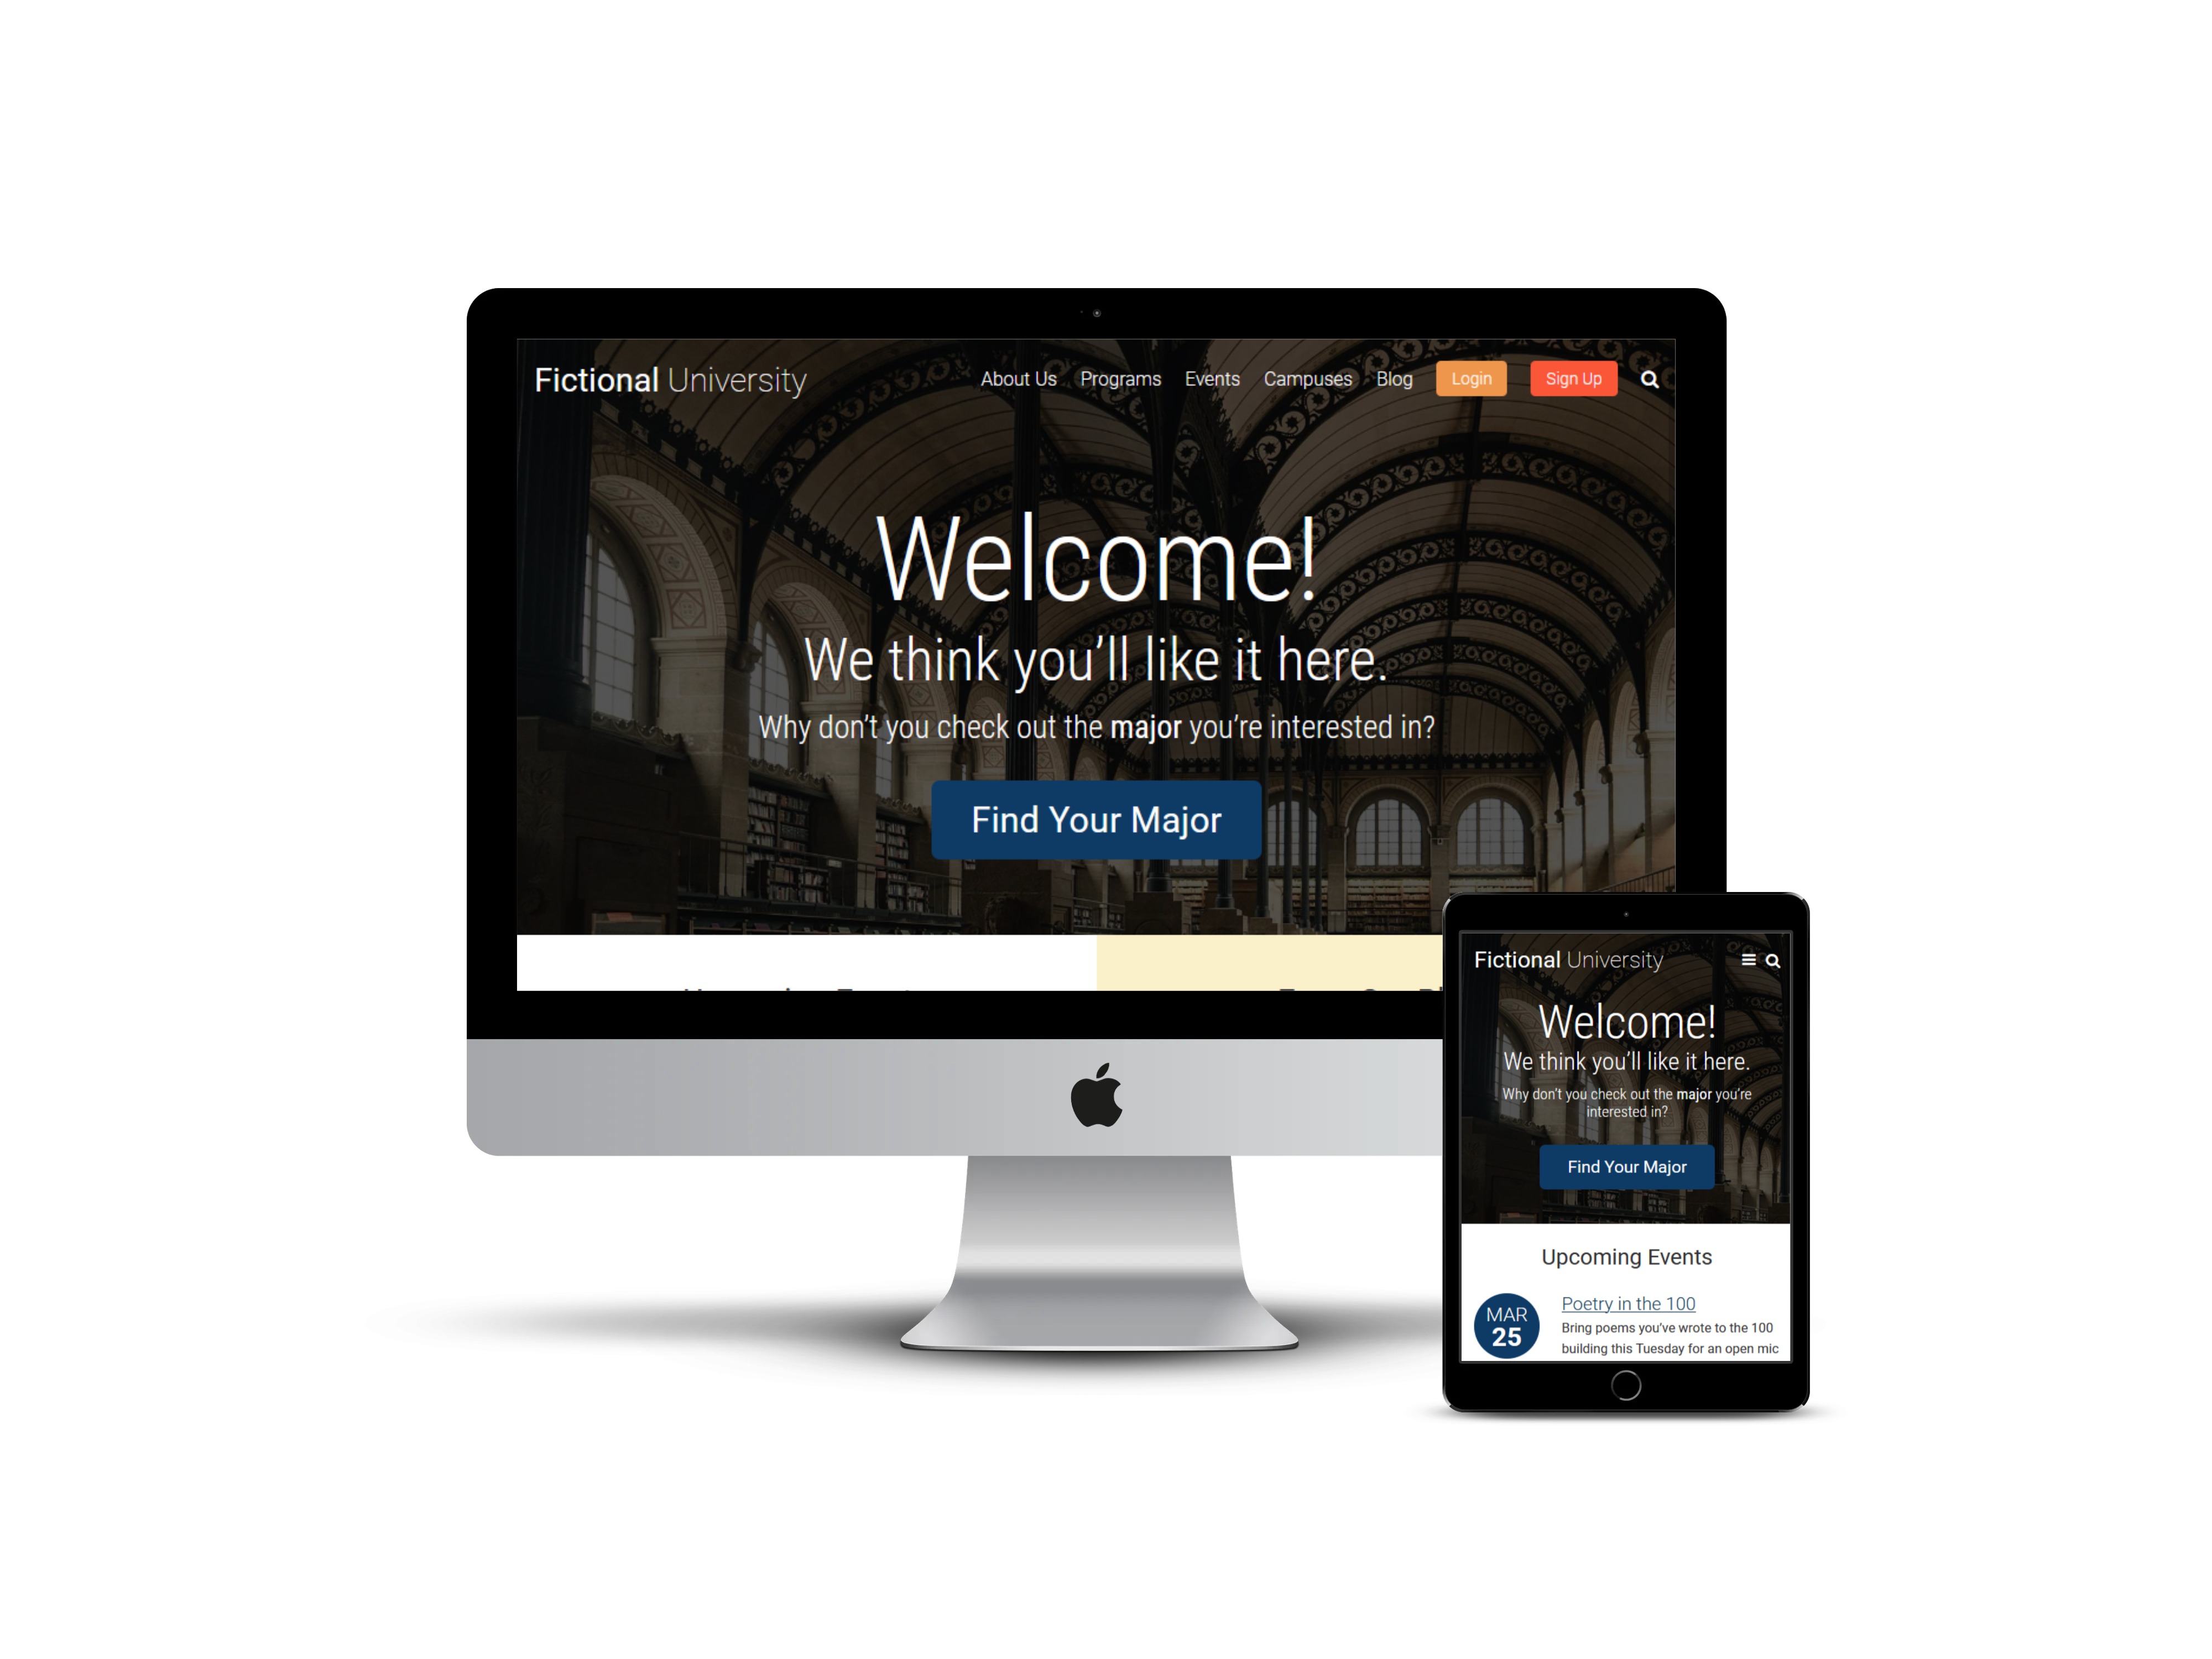 Fictional University
About Us Programs Events Campuses Blog Login Sign Up
Welcome!
We think you'll like it here.
Why don't you check out the major you're interested in?
Find Your Major
Fictional University
Welcome!
We think you'll like it here.
Why don't you check out the major you're
interested in?
Find Your Major
Upcoming Events
MAR
25
Poetry in the 100
Bring poems you've wrote to the 100
building this Tuesday for an open mic